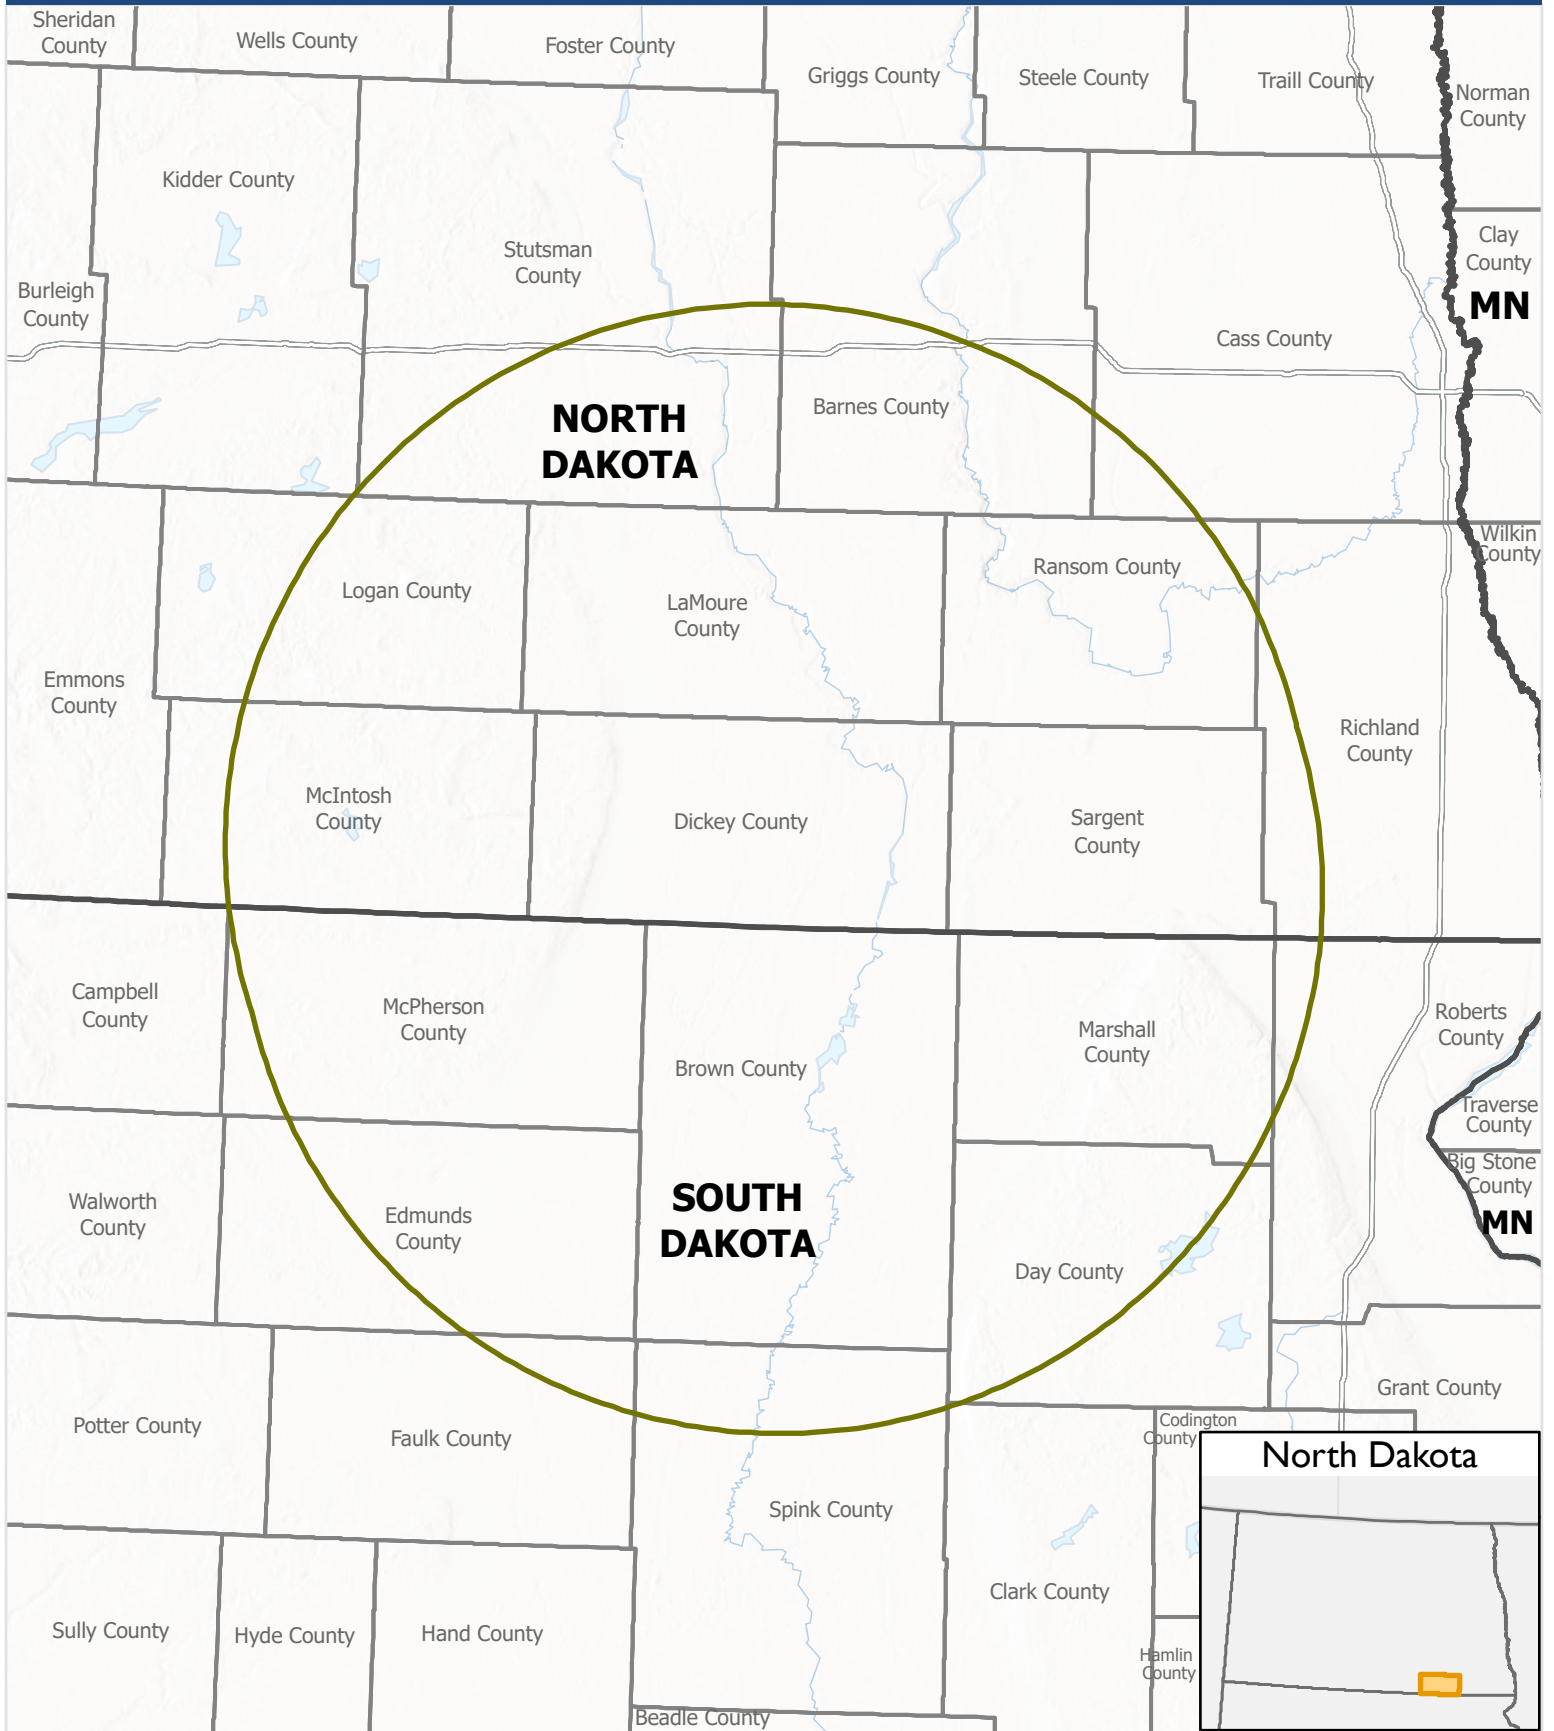 Sheridan
County
Wells County
Foster County
Griggs County
Steele County
Traill County
Norman
County
Kidder County
Stutsman
County
Clay
County
MN
Burleigh
County
Cass County
NORTH
DAKOTA
Barnes County
Wilkin
County
Logan County
LaMoure
County
Ransom County
Emmons
County
Richland
County
McIntosh
County
Dickey County
Sargent
County
Campbell
County
McPherson
County
Brown County
Marshall
County
Roberts
County
Traverse
County
Big Stone
County
MN
Walworth
County
Edmunds
County
SOUTH
DAKOTA
Day County
Potter County
Faulk County
Grant County
Codington
County
North Dakota
Spink County
Clark County
Sully County
Hyde County
Hand County
Hamlin
County
Beadle County